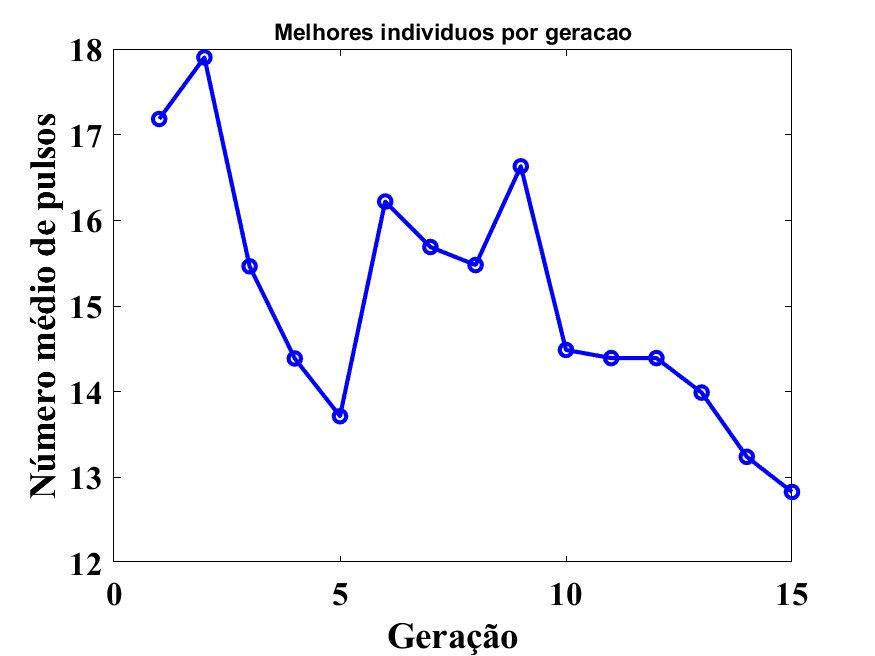 Melhores individuos por geracao
Número médio de pulsos
18
17
16
15
14
13
12
0 5 10 15
Geração